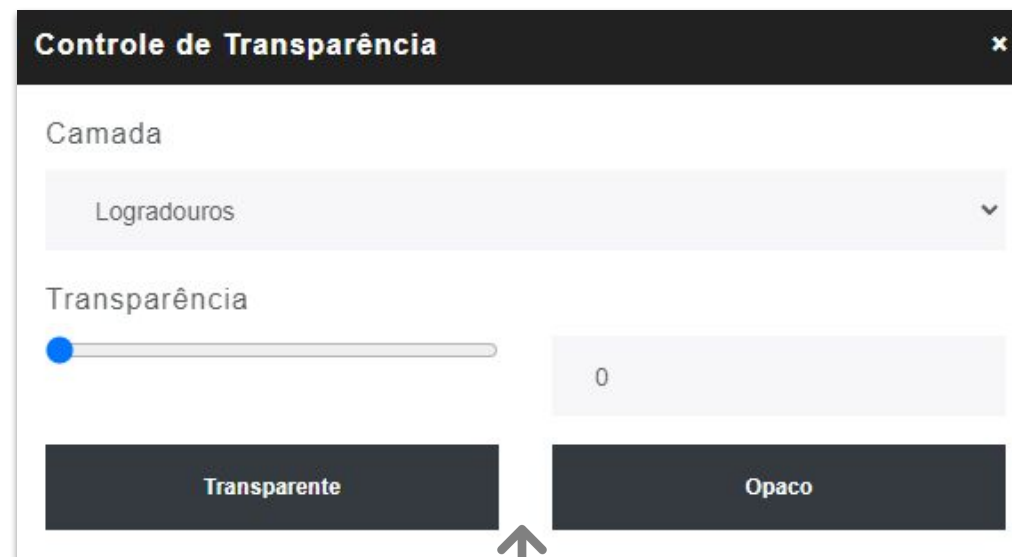 Controle de Transparência ×
Camada
Logradouros
Transparência
0
Transparente Opaco